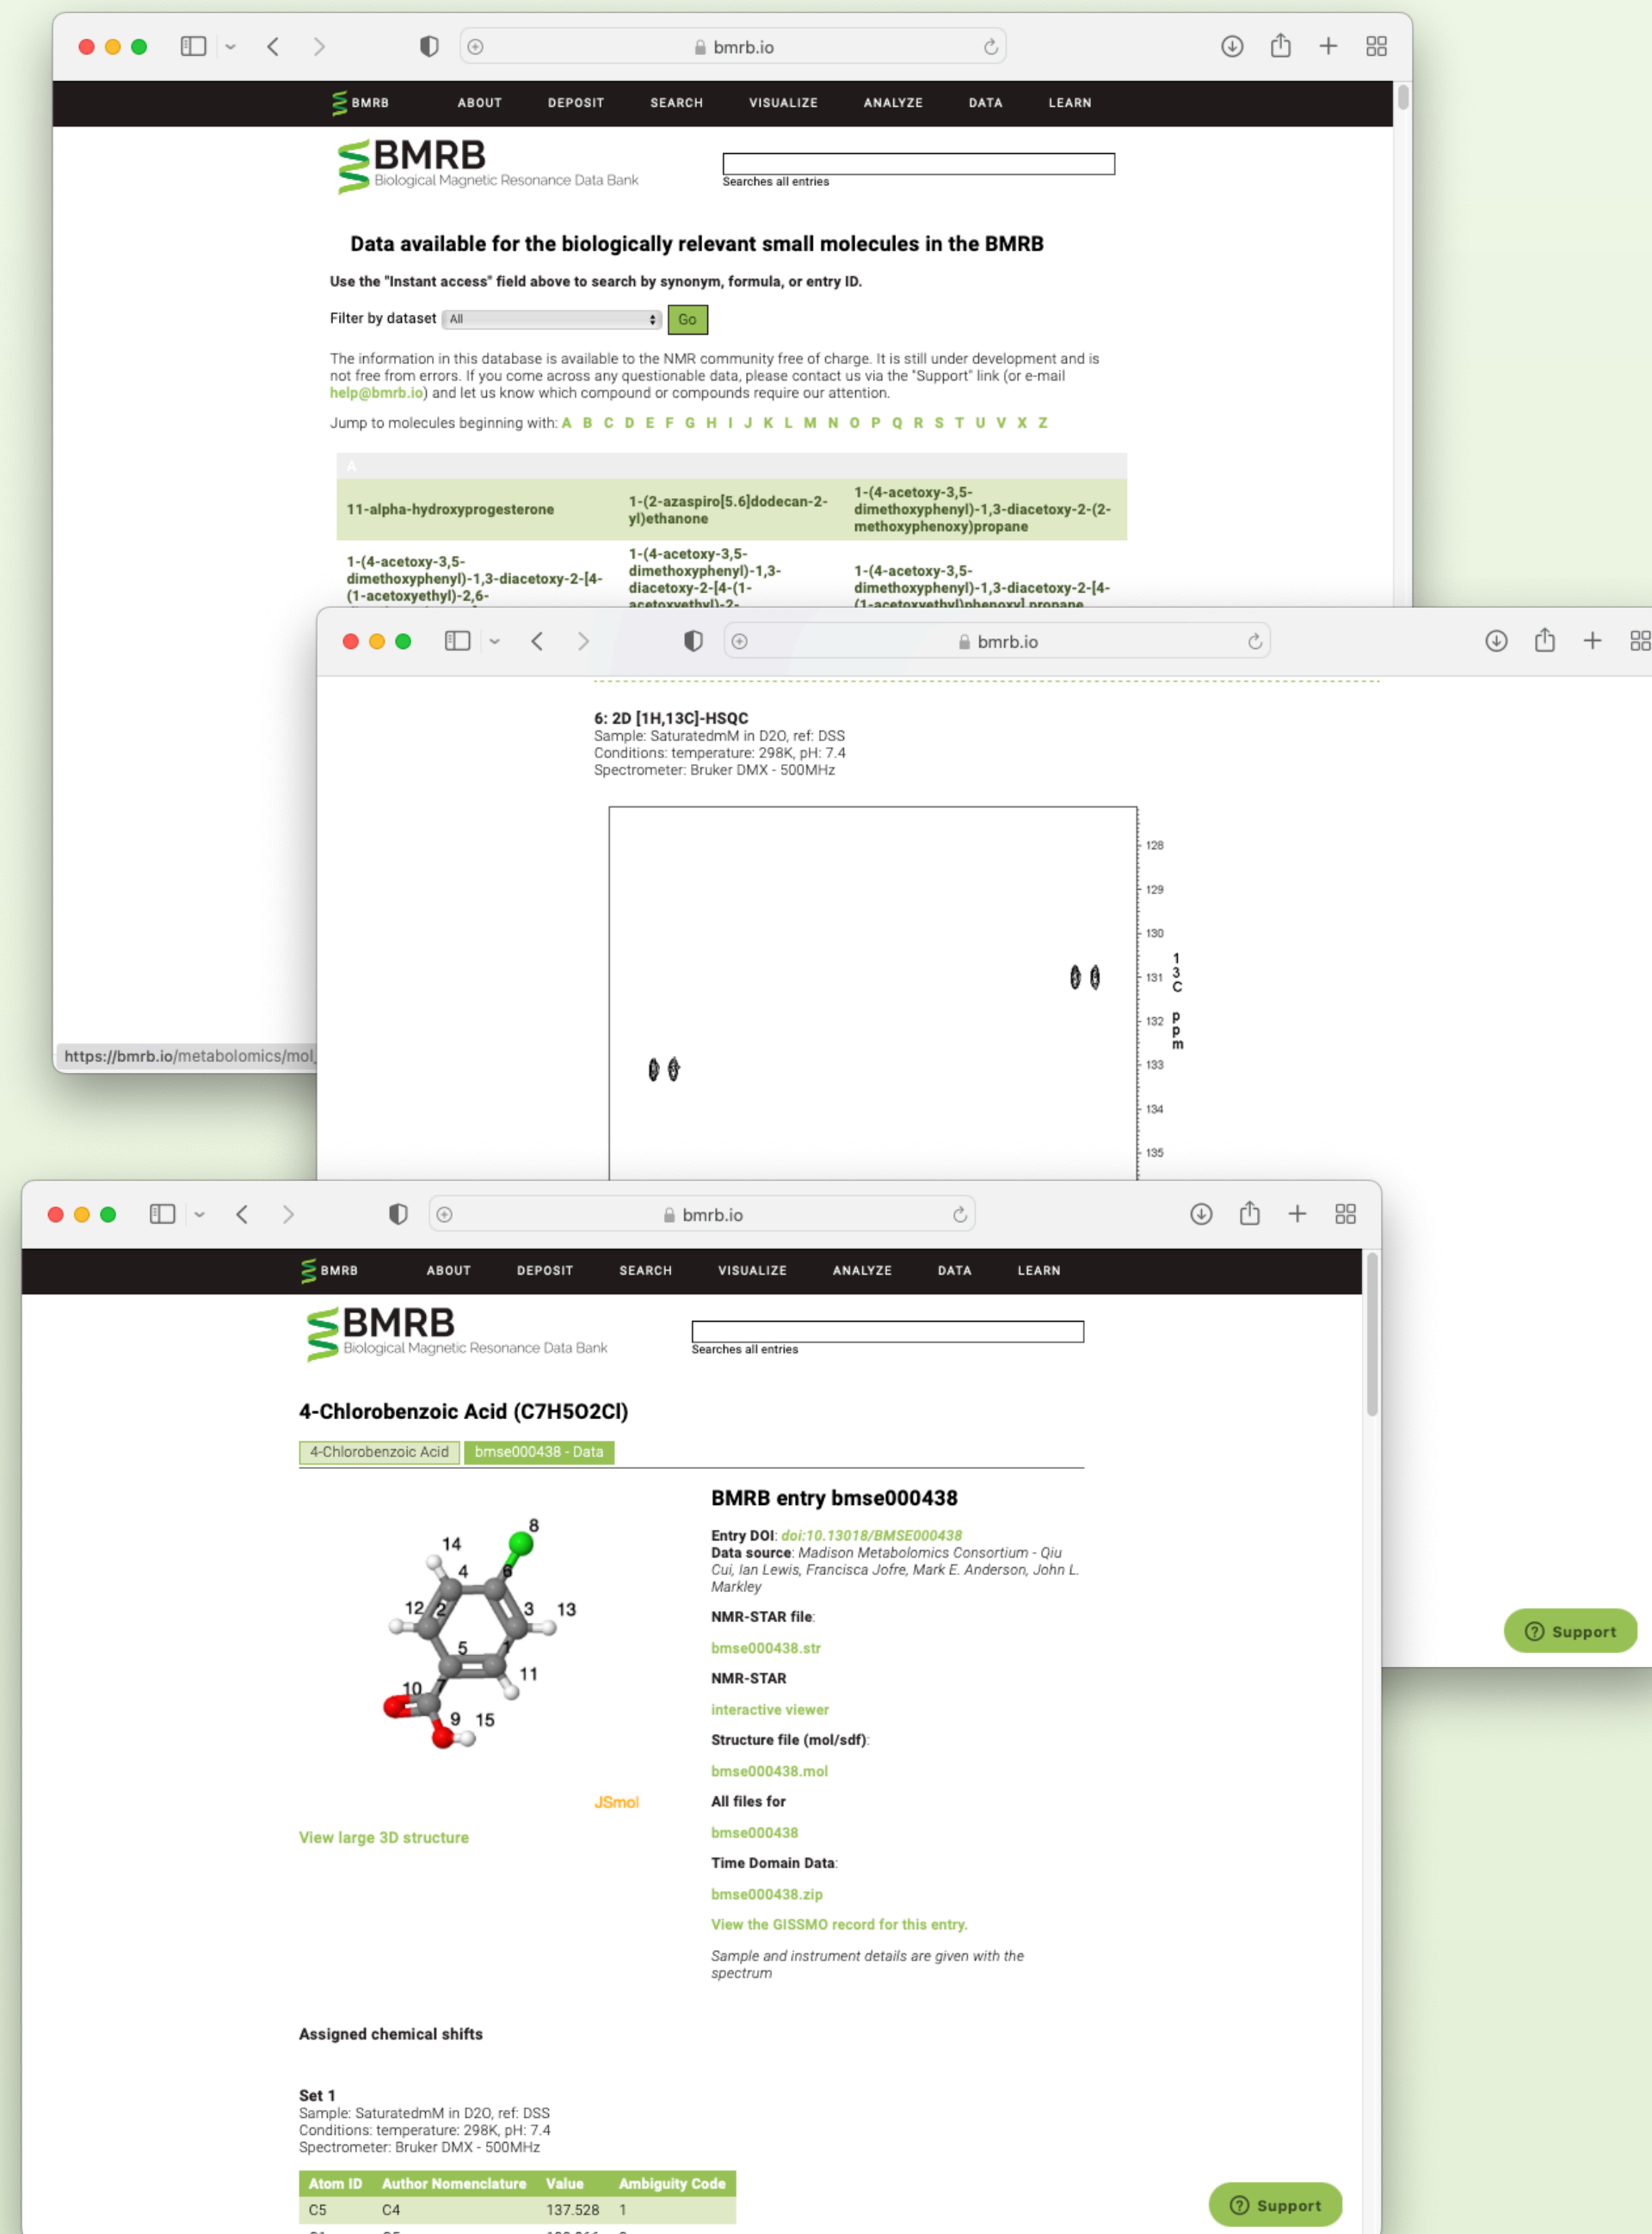 bmrb.io
BMRB ABOUT DEPOSIT SEARCH VISUALIZE ANALYZE DATA LEARN
BMRB
Biological Magnetic Resonance Data Bank
Searches all entries
Data available for the biologically relevant small molecules in the BMRB
Use the "Instant access" field above to search by synonym, formula, or entry ID.
Filter by dataset All Go
The information in this database is available to the NMR community free of charge. It is still under development and is
not free from errors. If you come across any questionable data, please contact us via the "Support" link (or e-mail
help@bmrb.io) and let us know which compound or compounds require our attention.
Jump to molecules beginning with: A B C D E F G H I J K L M N O P Q R S T U V X Z
A
11-alpha-hydroxyprogesterone
1-(2-azaspiro[5.6]dodecan-2-
yl)ethanone
1-(4-acetoxy-3,5-
dimethoxyphenyl)-1,3-diacetoxy-2-(2-
methoxyphenoxy)propane
1-(4-acetoxy-3,5-
dimethoxyphenyl)-1,3-diacetoxy-2-[4-
(1-acetoxyethyl)-2,6-
1-(4-acetoxy-3,5-
dimethoxyphenyl)-1,3-
diacetoxy-2-[4-(1-
acetoxyethyl)-2-
1-(4-acetoxy-3,5-
dimethoxyphenyl)-1,3-diacetoxy-2-[4-
(1-acetoxyethyl)phenoxy] propane
https://bmrb.io/metabolomics/mol_
bmrb.io
6: 2D [1H,13C]-HSQC
Sample: SaturatedmM in D2O, ref: DSS
Conditions: temperature: 298K, pH: 7.4
Spectrometer: Bruker DMX - 500MHz
128
129
130
131
132
133
134
135
13C ppm
Support
bmrb.io
BMRB ABOUT DEPOSIT SEARCH VISUALIZE ANALYZE DATA LEARN
BMRB
Biological Magnetic Resonance Data Bank
Searches all entries
4-Chlorobenzoic Acid (C7H5O2Cl)
4-Chlorobenzoic Acid bmse000438 - Data
8
14
4
6
12
2
3
13
5
1
11
10
7
9
15
JSmol
View large 3D structure
BMRB entry bmse000438
Entry DOI: doi:10.13018/BMSE000438
Data source: Madison Metabolomics Consortium - Qiu
Cui, Ian Lewis, Francisca Jofre, Mark E. Anderson, John L.
Markley
NMR-STAR file:
bmse000438.str
NMR-STAR
interactive viewer
Structure file (mol/sdf):
bmse000438.mol
All files for
bmse000438
Time Domain Data:
bmse000438.zip
View the GISSMO record for this entry.
Sample and instrument details are given with the
spectrum
Assigned chemical shifts
Set 1
Sample: SaturatedmM in D2O, ref: DSS
Conditions: temperature: 298K, pH: 7.4
Spectrometer: Bruker DMX - 500MHz
Atom ID Author Nomenclature Value Ambiguity Code
C5 C4 137.528 1
Support